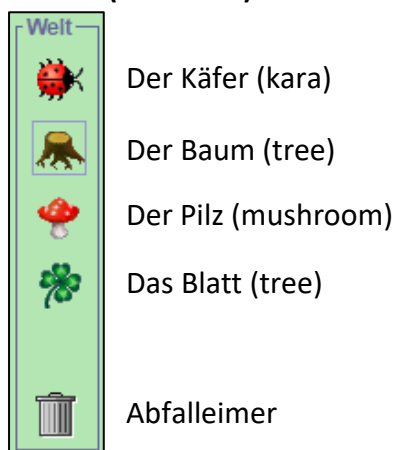 Welt
Der Käfer (kara)
Der Baum (tree)
Der Pilz (mushroom)
Das Blatt (tree)
Abfalleimer